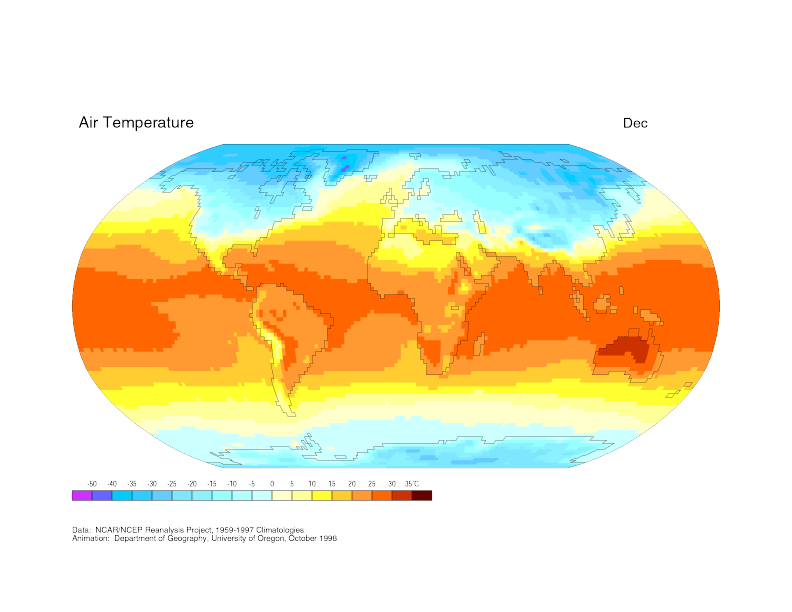 Air Temperature
Dec
-50 -40 -35 -30 -25 -20 -15 -10 -5 0 5 10 15 20 25 30 35°C
Data: NCAR/NCEP Reanalysis Project, 1959-1997 Climatologies
Animation: Department of Geography, University of Oregon, October 1998